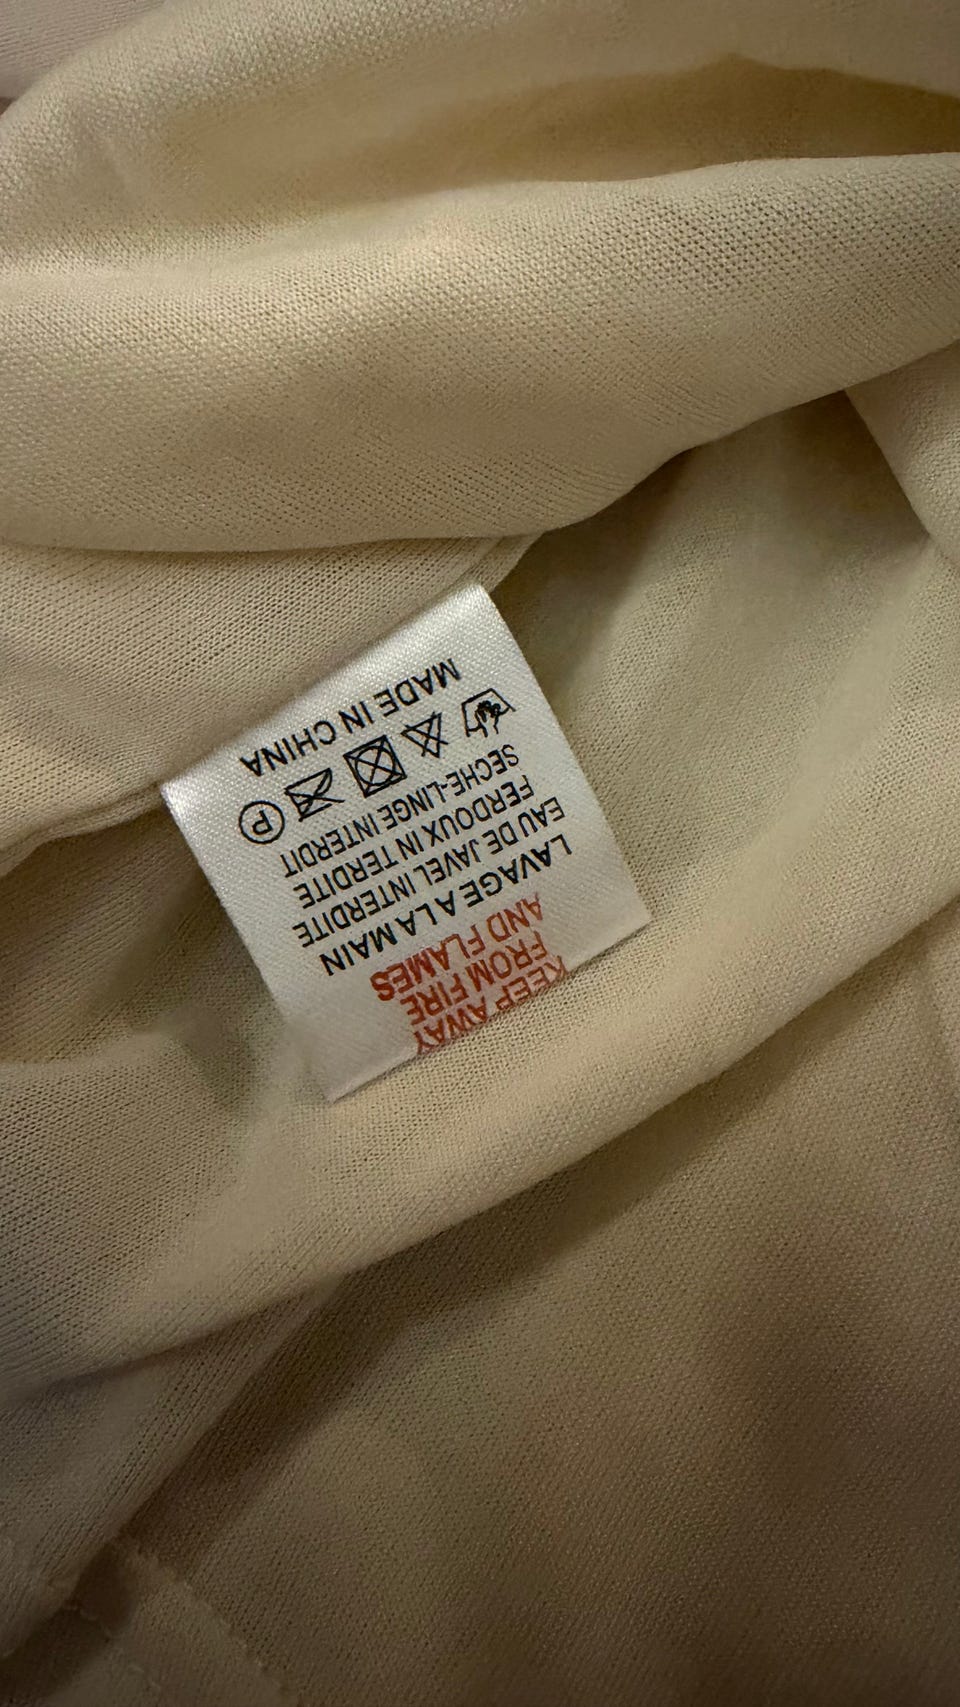 KEEP AWAY
FROM FIRE
AND FLAMES
LAVAGE A LA MAIN
EAU DE JAVEL INTERDITE
FERDOUX IN TERDITE
SECHE-LINGE INTERDIT
P
MADE IN CHINA